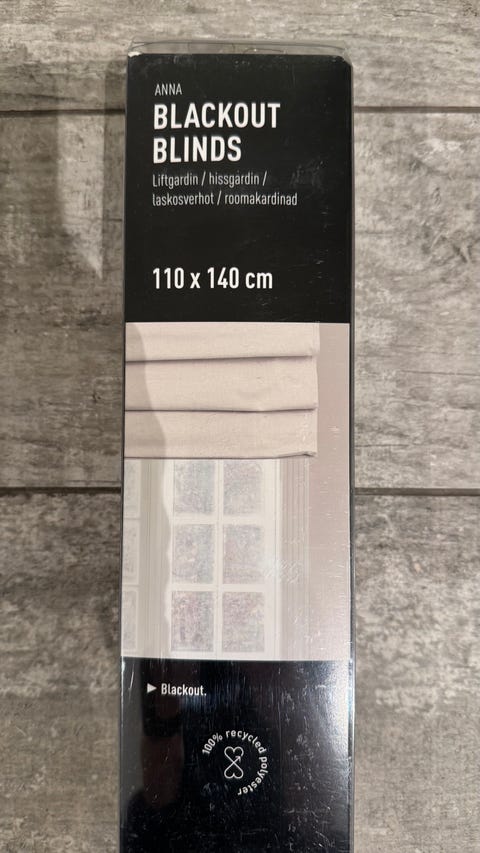 ANNA
BLACKOUT
BLINDS
Liftgardin / hissgardin /
laskosverhot / roomakardinad
110 x 140 cm
▶ Blackout.
100% recycled polyester